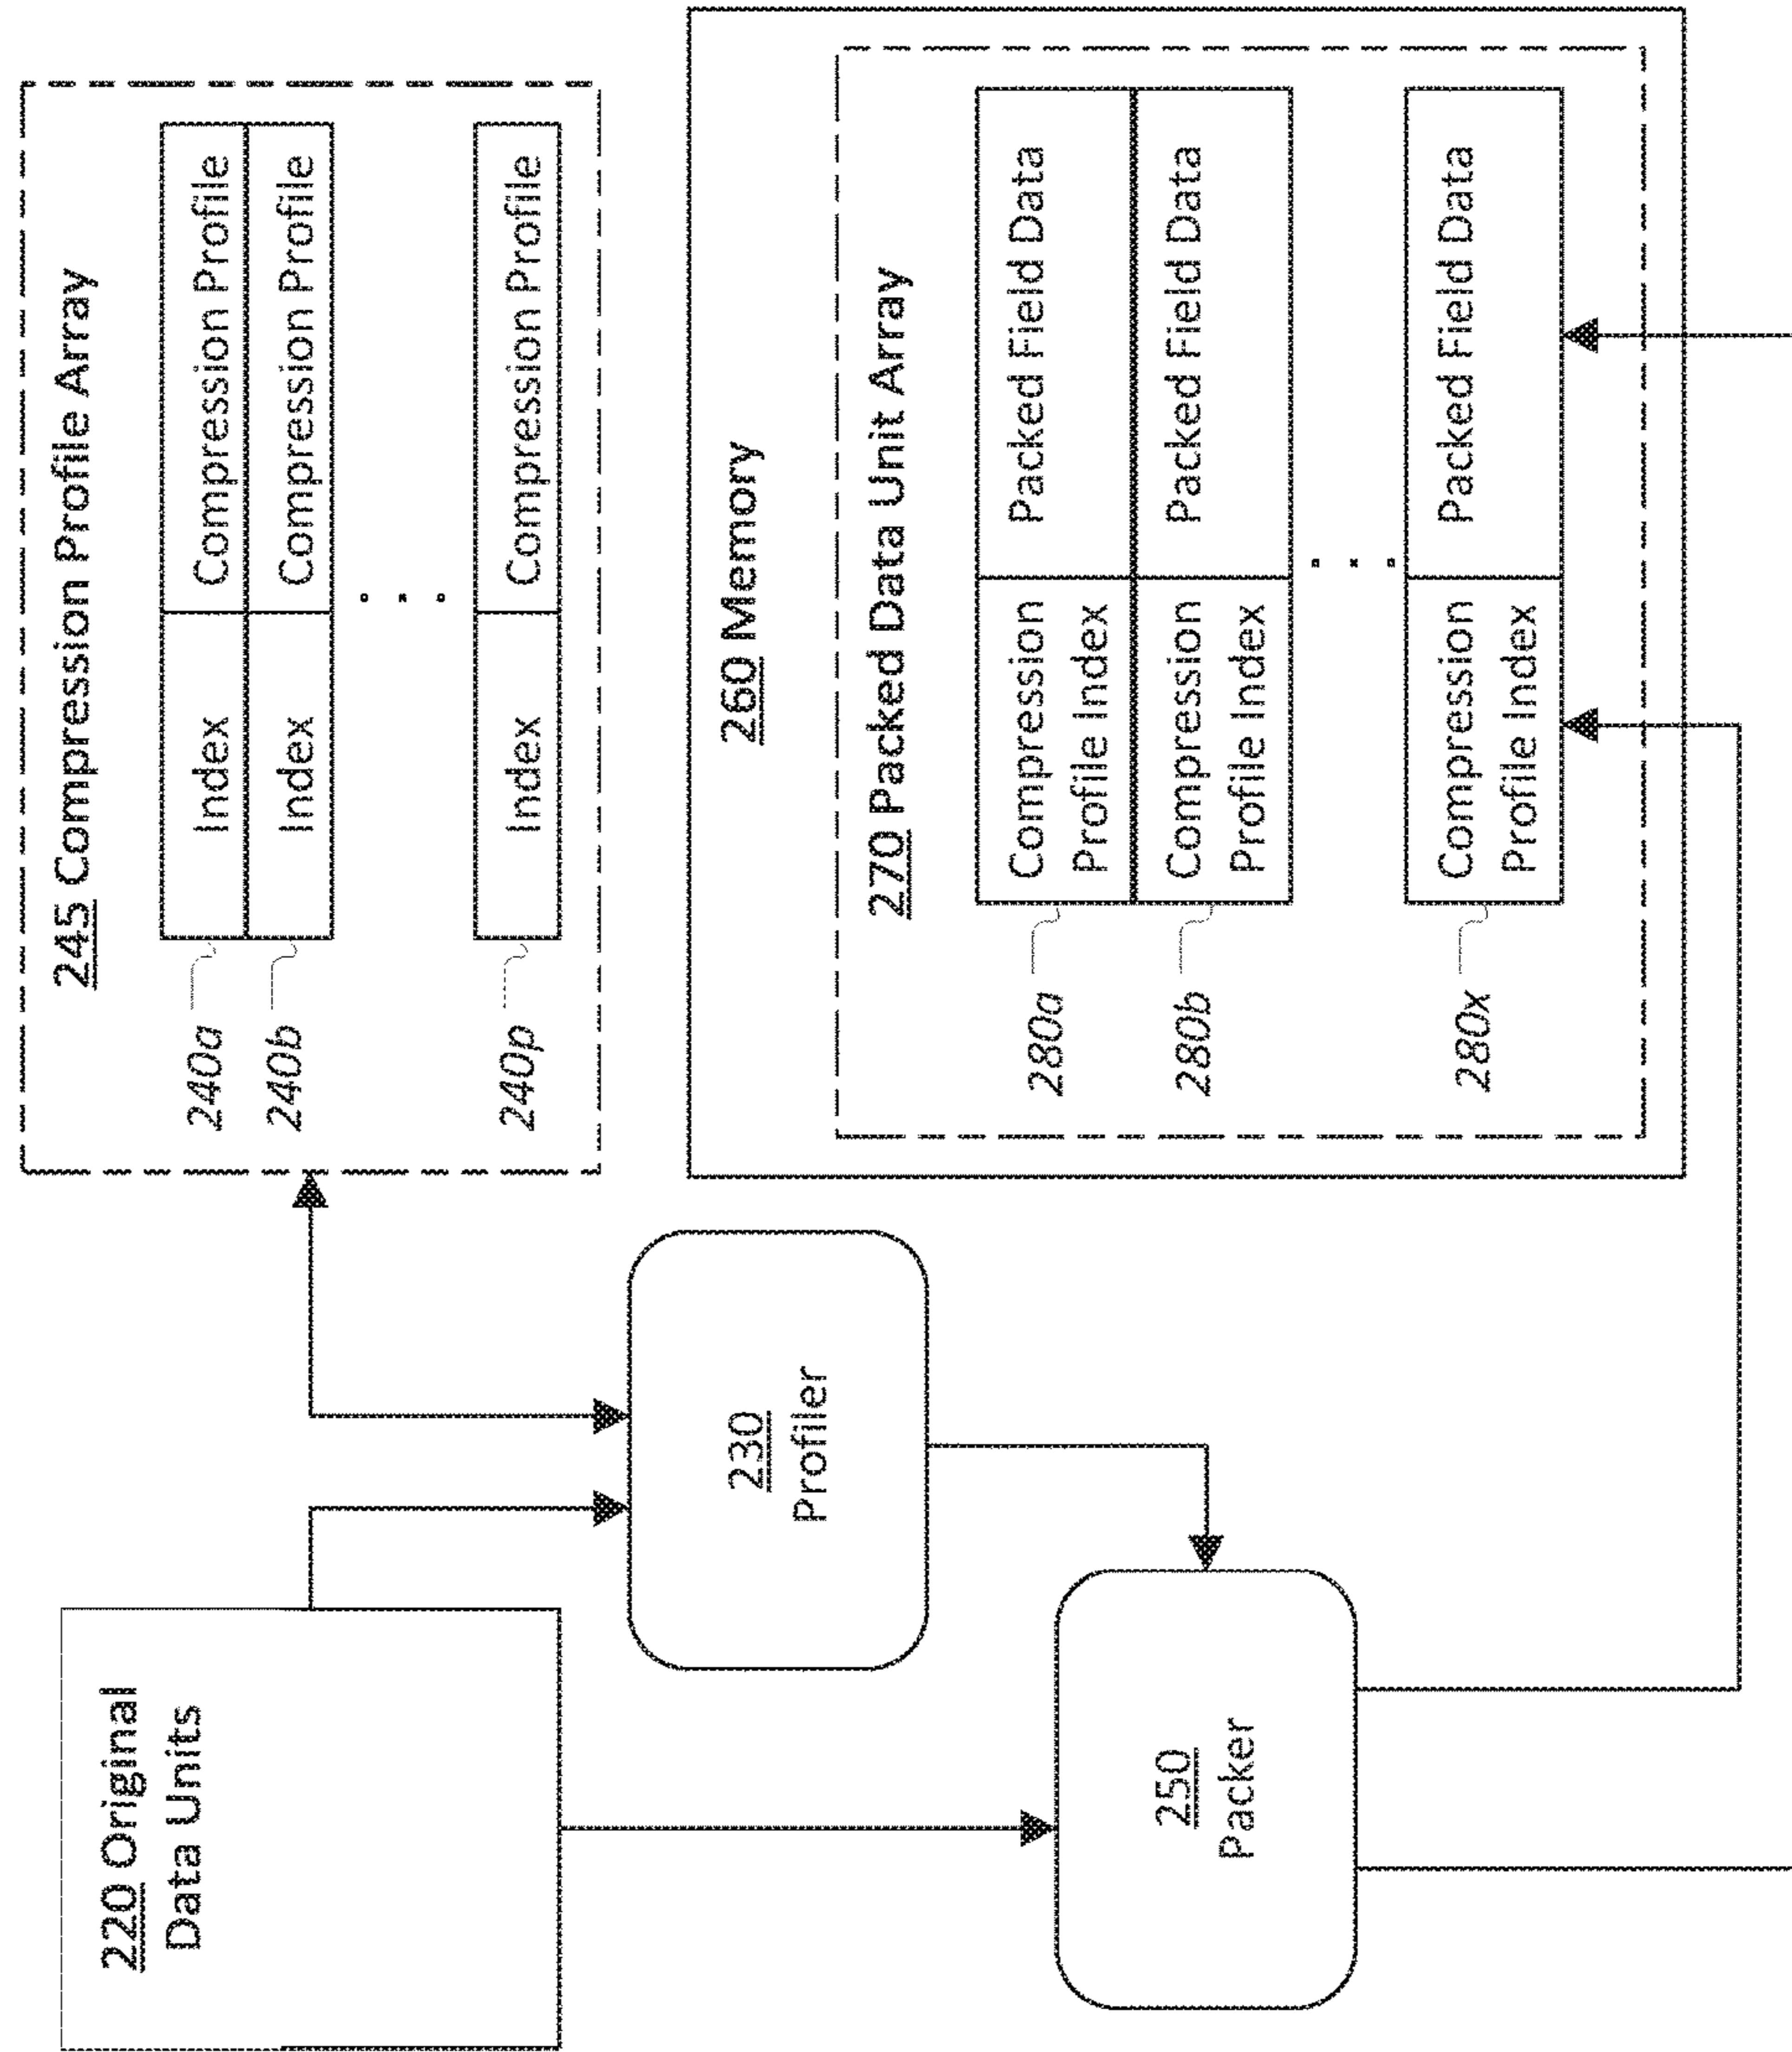 220 Original
Data Units
245 Compression Profile Array
240a
Index
Compression Profile
240b
Index
Compression Profile
240p
Index
Compression Profile
230
Profiler
250
Packer
260 Memory
270 Packed Data Unit Array
280a
Compression
Profile Index
Packed Field Data
280b
Compression
Profile Index
Packed Field Data
280x
Compression
Profile Index
Packed Field Data